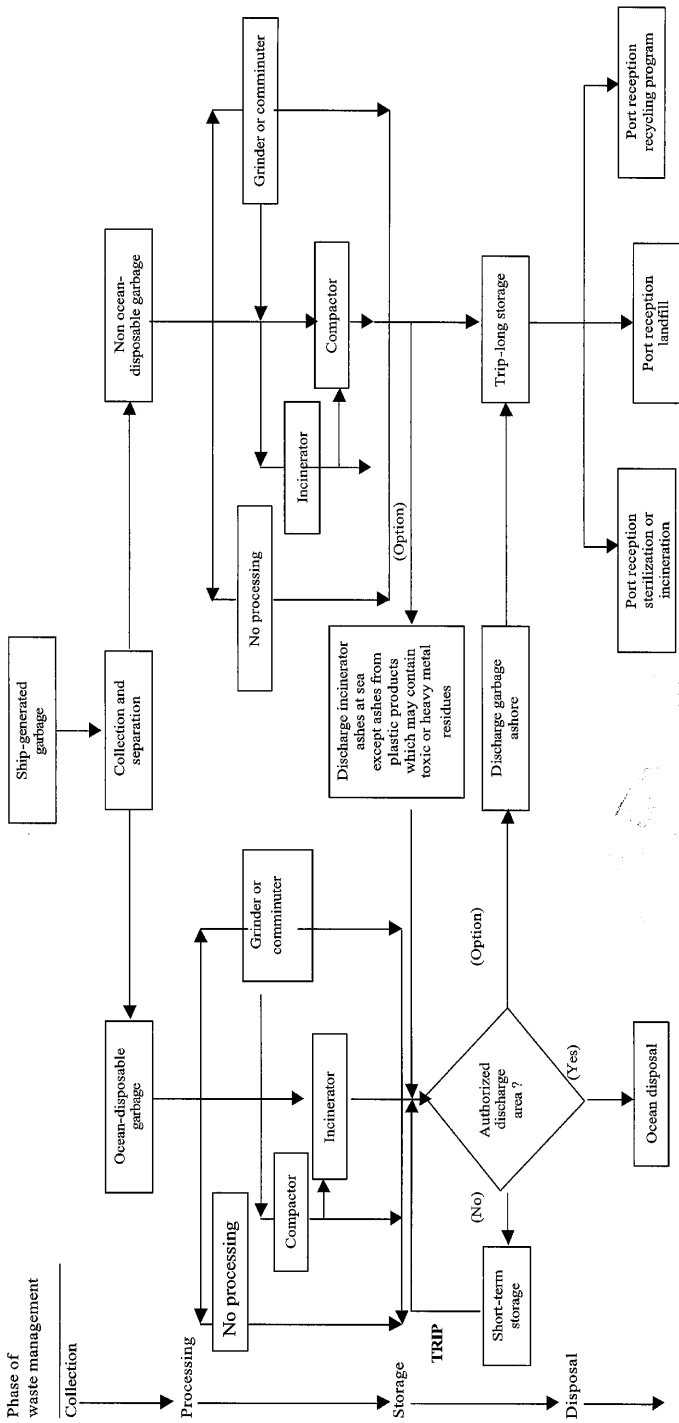 Phase of
waste management
Collection
Processing
Storage
Disposal
Ship-generated
garbage
Collection and
separation
Ocean-disposable
garbage
Non ocean-
disposable garbage
No processing
Compactor
Incinerator
Grinder or
comminuter
No processing
Incinerator
Compactor
Grinder or comminuter
(Option)
Discharge incinerator
ashes at sea
except ashes from
plastic products
which may contain
toxic or heavy metal
residues
TRIP
Short-term
storage
(No)
Authorized
discharge
area ?
(Yes)
(Option)
Discharge garbage
ashore
Trip-long storage
Ocean disposal
Port reception
sterilization or
incineration
Port reception
landfill
Port reception
recycling program